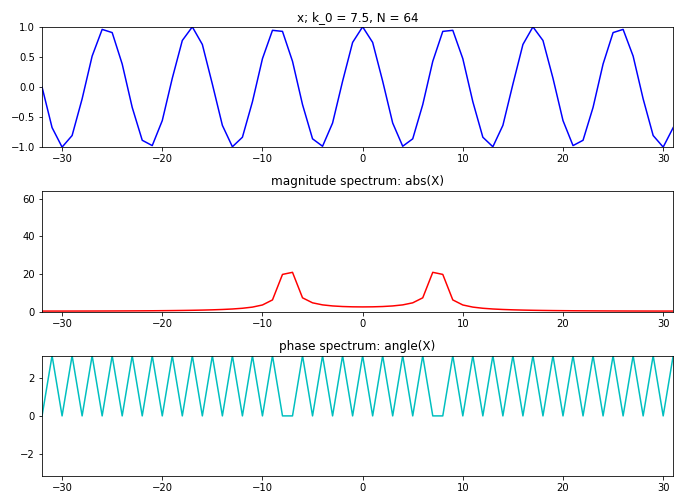 x; k_0 = 7.5, N = 64
1.0
0.5
0.0
−0.5
−1.0
−30 −20 −10 0 10 20 30
magnitude spectrum: abs(X)
60
40
20
0
−30 −20 −10 0 10 20 30
phase spectrum: angle(X)
2
0
−2
−30 −20 −10 0 10 20 30